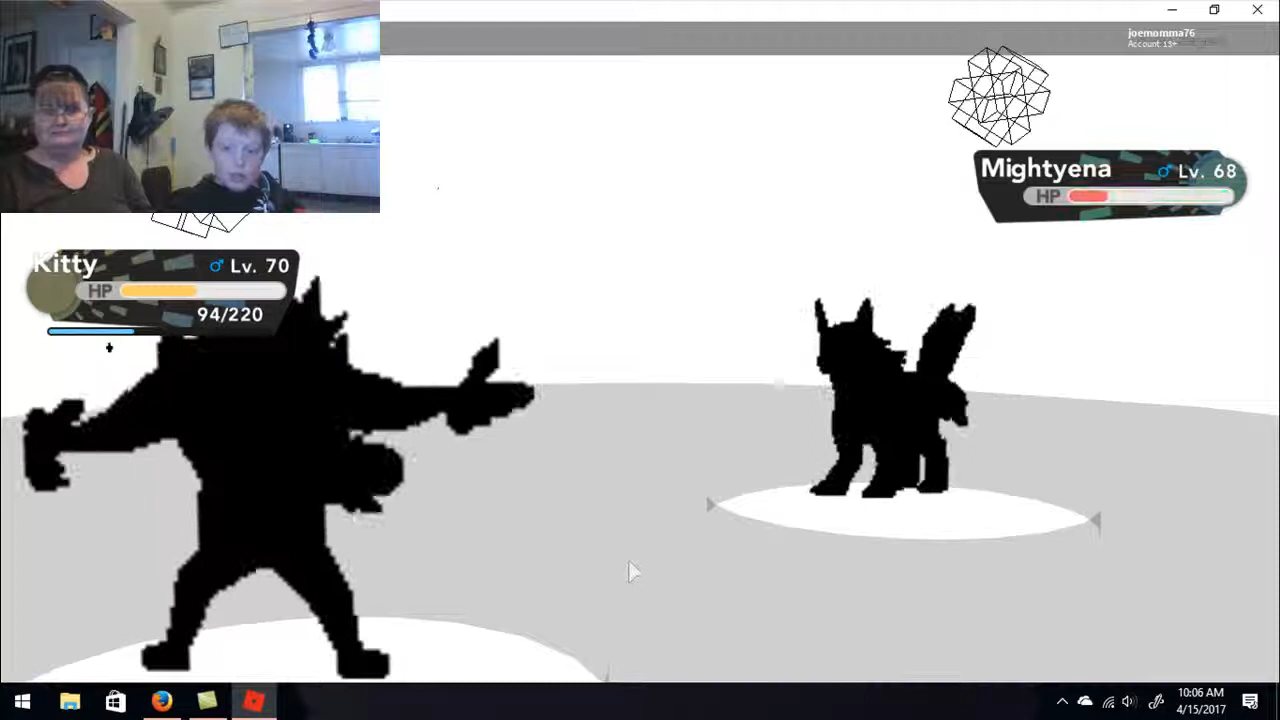 joemomma76
Account: 13+
Mightyena ♂ Lv. 68
HP
Kitty ♂ Lv. 70
HP
94/220
10:06 AM
4/15/2017